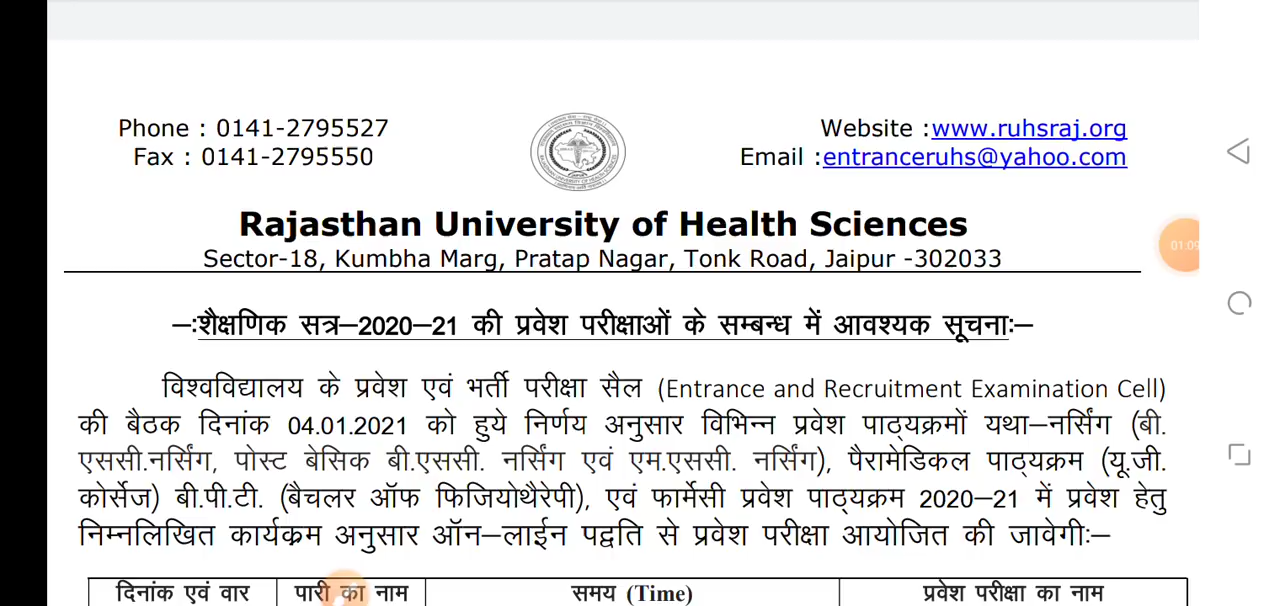 Phone : 0141-2795527
Fax : 0141-2795550
Website :www.ruhsraj.org
Email :entranceruhs@yahoo.com
Rajasthan University of Health Sciences
Sector-18, Kumbha Marg, Pratap Nagar, Tonk Road, Jaipur -302033
01:09
–:शैक्षणिक सत्र–2020–21 की प्रवेश परीक्षाओं के सम्बन्ध में आवश्यक सूचनाः–
विश्वविद्यालय के प्रवेश एवं भर्ती परीक्षा सैल (Entrance and Recruitment Examination Cell)
की बैठक दिनांक 04.01.2021 को हुये निर्णय अनुसार विभिन्न प्रवेश पाठ्यक्रमों यथा–नर्सिंग (बी.
एससी.नर्सिंग, पोस्ट बेसिक बी.एससी. नर्सिंग एवं एम.एससी. नर्सिंग), पैरामेडिकल पाठ्यक्रम (यू.जी.
कोर्सेज) बी.पी.टी. (बैचलर ऑफ फिजियोथैरेपी), एवं फार्मेसी प्रवेश पाठ्यक्रम 2020–21 में प्रवेश हेतु
निम्नलिखित कार्यक्रम अनुसार ऑन–लाईन पद्वति से प्रवेश परीक्षा आयोजित की जावेगीः–
दिनांक एवं वार पारी का नाम समय (Time) प्रवेश परीक्षा का नाम